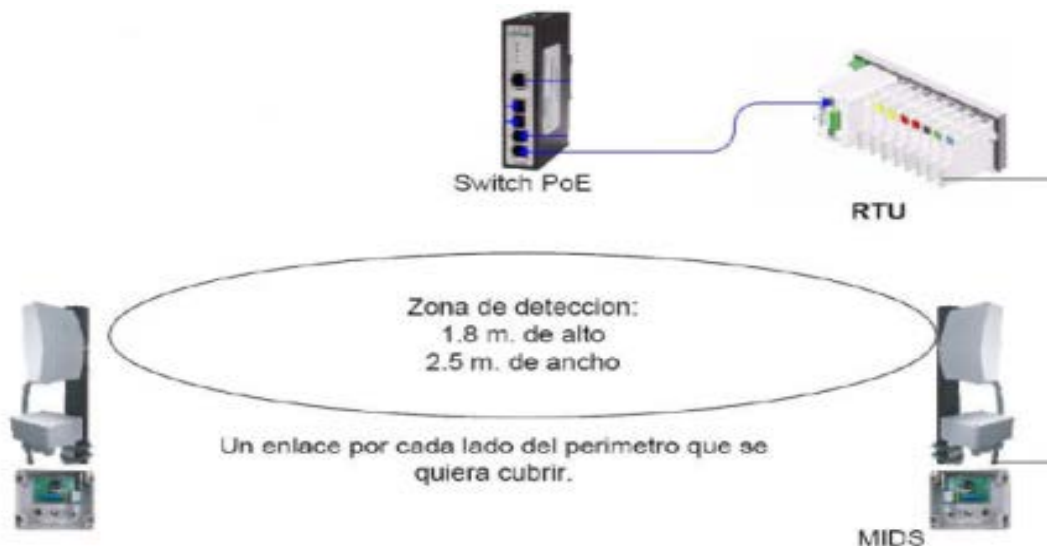 Switch PoE
RTU
Zona de deteccion:
1.8 m. de alto
2.5 m. de ancho
Un enlace por cada lado del perimetro que se
quiera cubrir.
MIDS